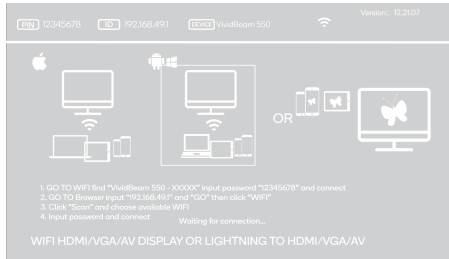 Version: 12.21.07
PIN 12345678 ID 192.168.49.1 DEVICE VividBeam 550
OR
1. GO TO WIFI find "VividBeam 550 - XXXXX" input password "12345678" and connect
2. GO TO Browser input "192.168.49.1" and "GO" then click "WIFI"
3. Click "Scan" and choose available WIFI
4. Input password and connect
Waiting for connection...
WIFI HDMI/VGA/AV DISPLAY OR LIGHTNING TO HDMI/VGA/AV